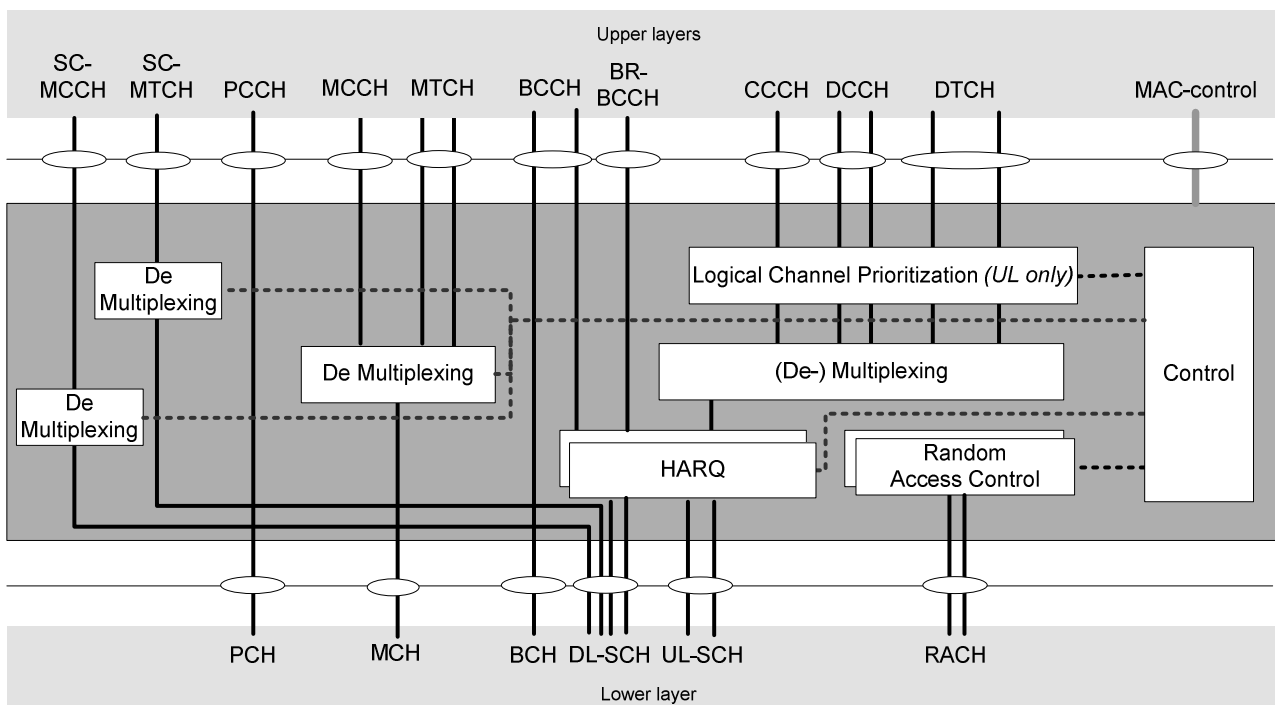 Upper layers
SC-
MCCH
SC-
MTCH
PCCH
MCCH
MTCH
BCCH
BR-
BCCH
CCCH
DCCH
DTCH
MAC-control
De
Multiplexing
Logical Channel Prioritization (UL only)
De Multiplexing
(De-) Multiplexing
Control
De
Multiplexing
HARQ
Random
Access Control
PCH
MCH
BCH
DL-SCH
UL-SCH
RACH
Lower layer